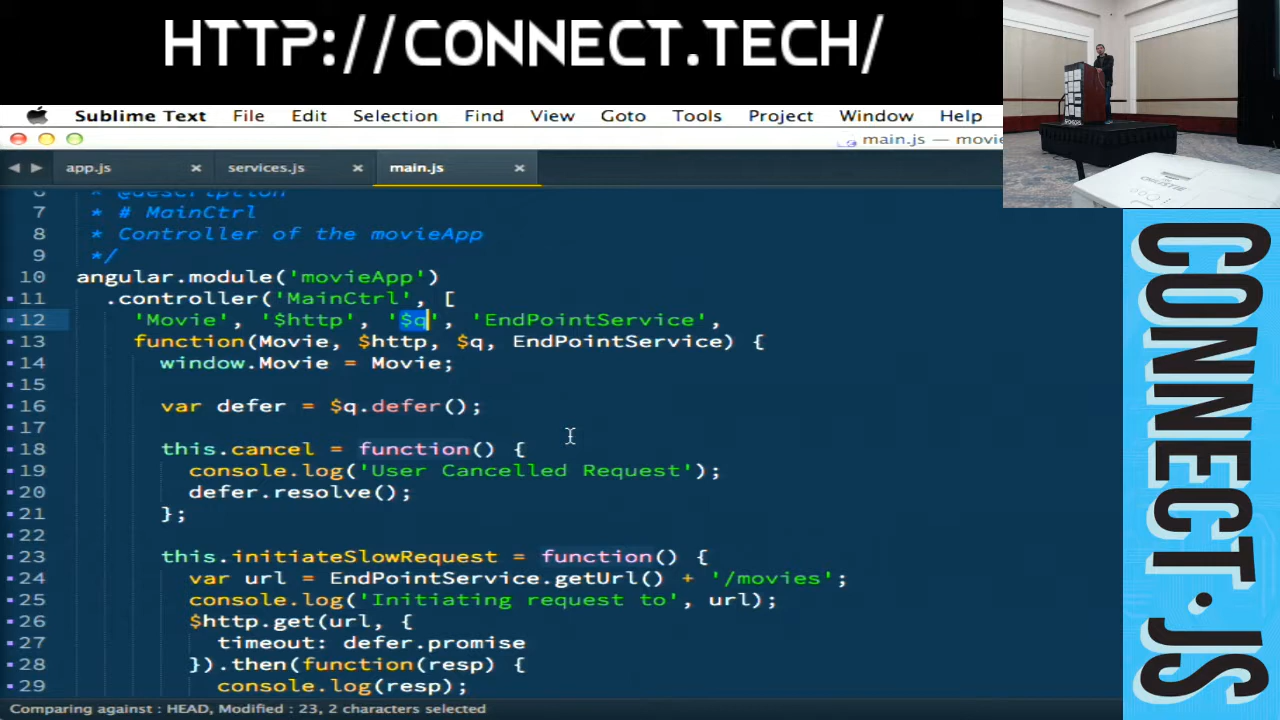 HTTP://CONNECT.TECH/
Sublime Text File Edit Selection Find View Goto Tools Project Window Help
main.js — movie
app.js × services.js × main.js ×
6 * @description
7 * # MainCtrl
8 * Controller of the movieApp
9 */
10 angular.module('movieApp')
11 .controller('MainCtrl', [
12 'Movie', '$http', '$q', 'EndPointService',
13 function(Movie, $http, $q, EndPointService) {
14 window.Movie = Movie;
15
16 var defer = $q.defer();
17
18 this.cancel = function() {
19 console.log('User Cancelled Request');
20 defer.resolve();
21 };
22
23 this.initiateSlowRequest = function() {
24 var url = EndPointService.getUrl() + '/movies';
25 console.log('Initiating request to', url);
26 $http.get(url, {
27 timeout: defer.promise
28 }).then(function(resp) {
29 console.log(resp);
Comparing against : HEAD, Modified : 23, 2 characters selected
CHRISTIE
CONNECT.JS